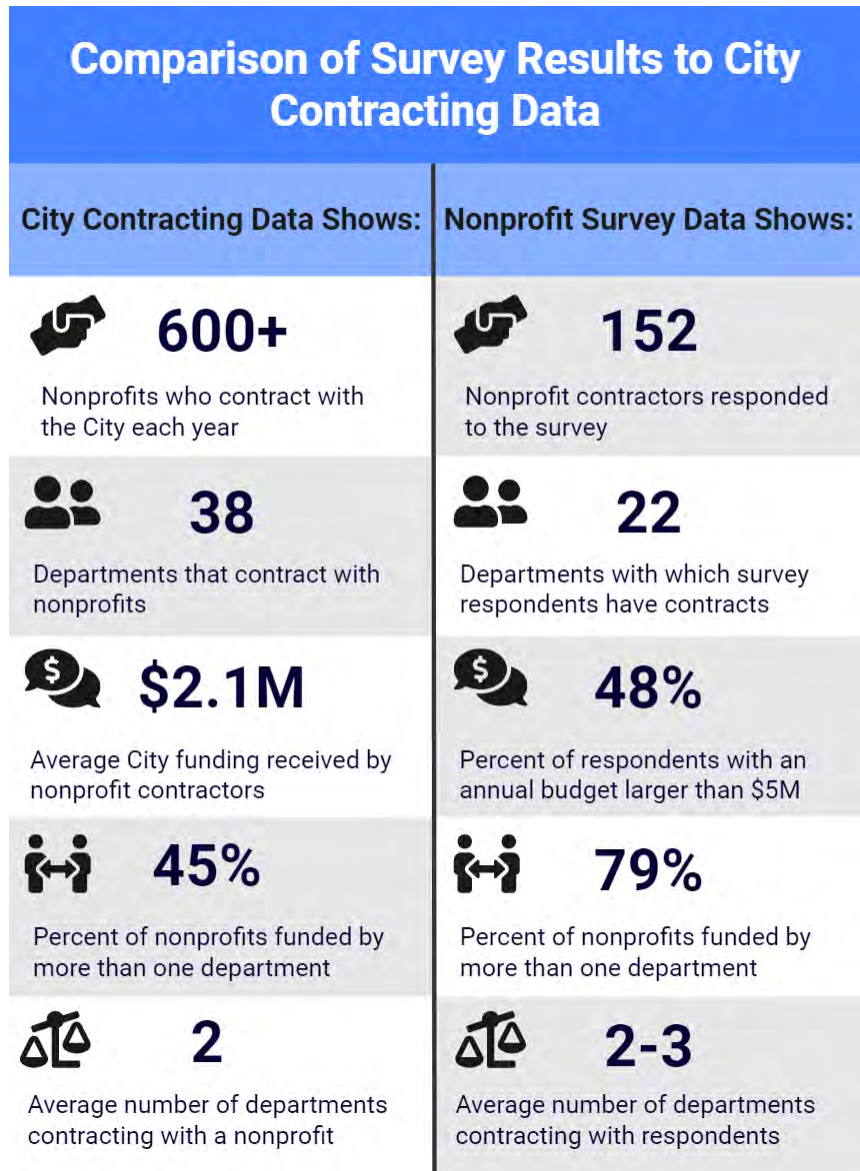 Comparison of Survey Results to City
Contracting Data
City Contracting Data Shows:
Nonprofit Survey Data Shows:
600+
Nonprofits who contract with
the City each year
152
Nonprofit contractors responded
to the survey
38
Departments that contract with
nonprofits
22
Departments with which survey
respondents have contracts
$
$2.1M
Average City funding received by
nonprofit contractors
$
48%
Percent of respondents with an
annual budget larger than $5M
45%
Percent of nonprofits funded by
more than one department
79%
Percent of nonprofits funded by
more than one department
2
Average number of departments
contracting with a nonprofit
2-3
Average number of departments
contracting with respondents